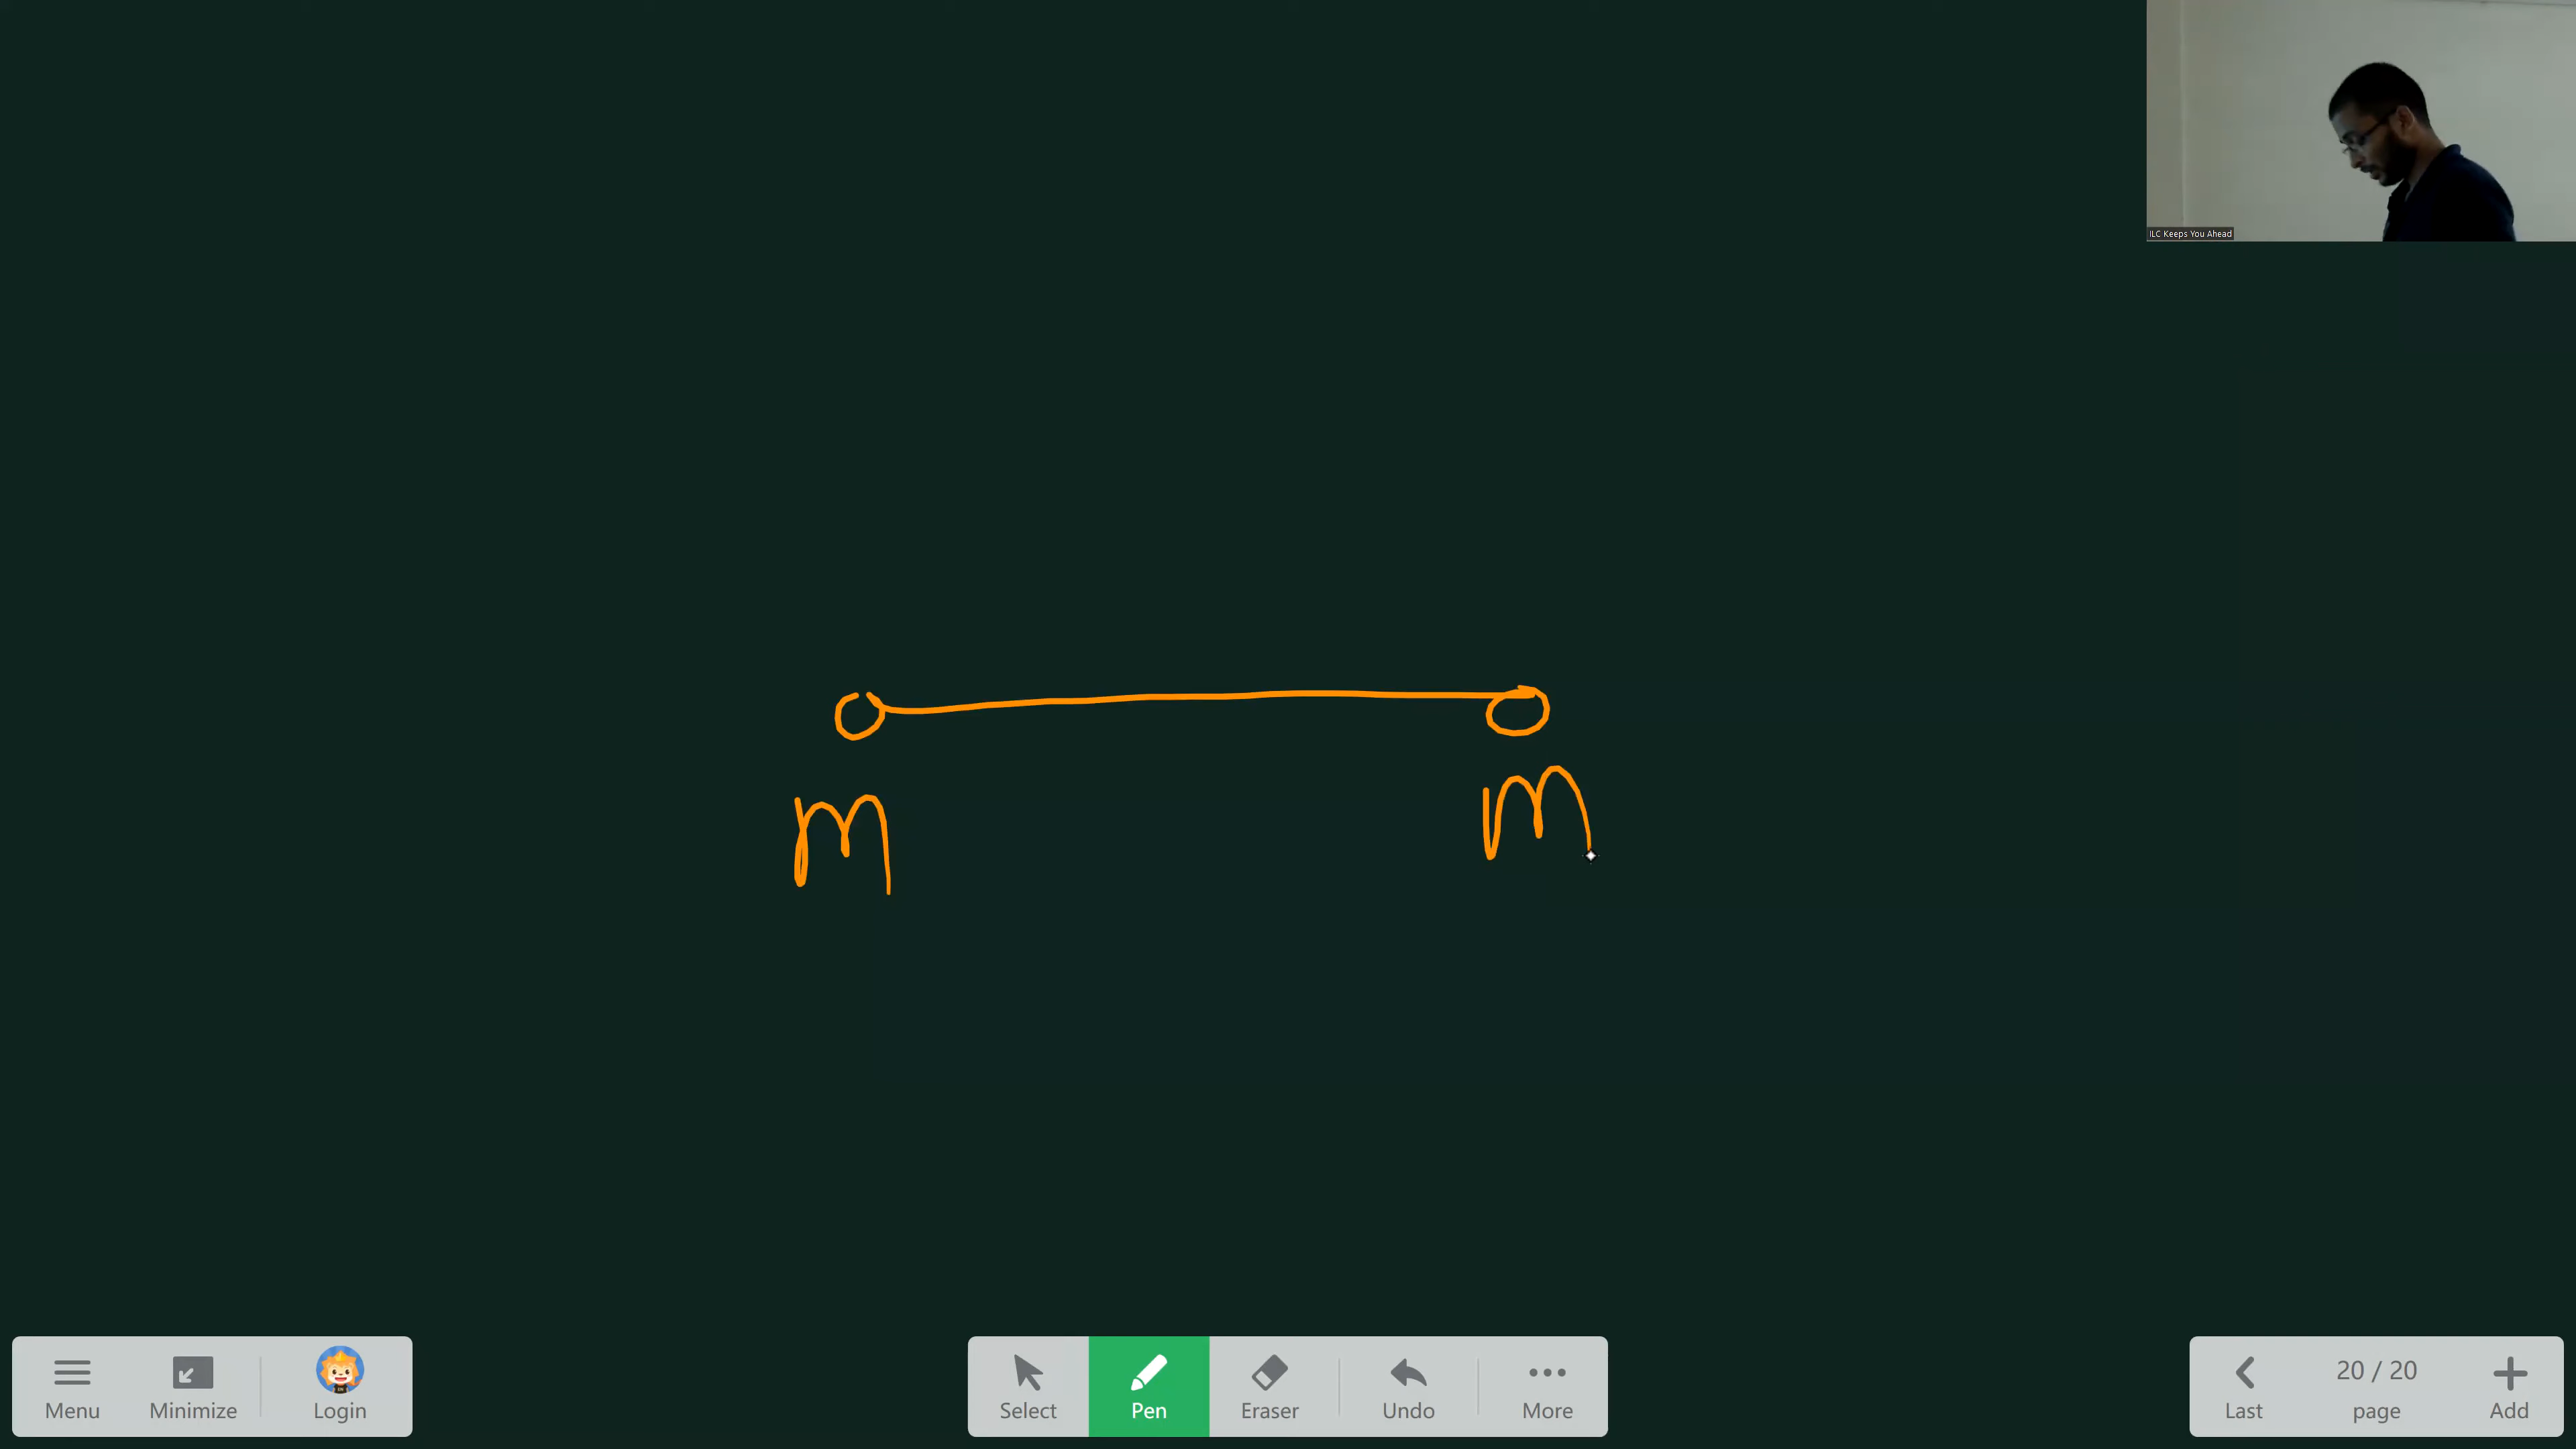 ILC Keeps You Ahead
m m
Menu Minimize Login Select Pen Eraser Undo More Last 20 / 20 page Add